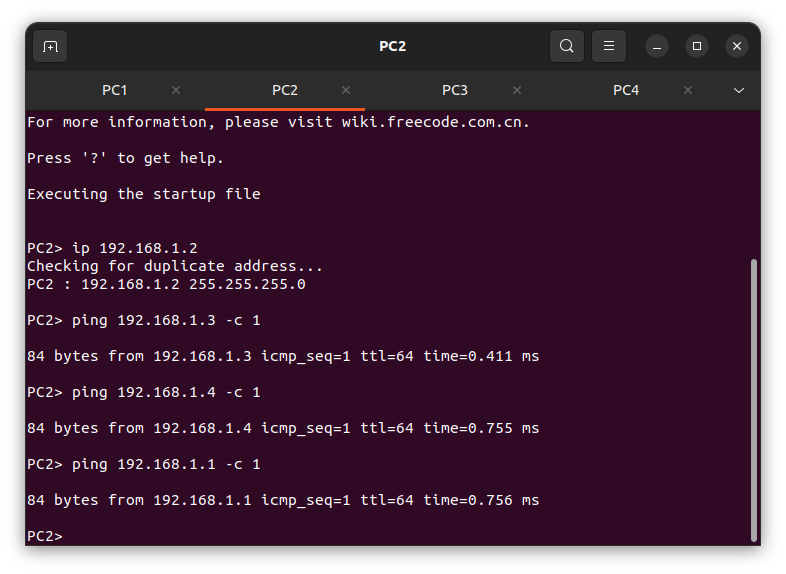 PC2
PC1
PC2
PC3
PC4
For more information, please visit wiki.freecode.com.cn.
Press '?' to get help.
Executing the startup file
PC2> ip 192.168.1.2
Checking for duplicate address...
PC2 : 192.168.1.2 255.255.255.0
PC2> ping 192.168.1.3 -c 1
84 bytes from 192.168.1.3 icmp_seq=1 ttl=64 time=0.411 ms
PC2> ping 192.168.1.4 -c 1
84 bytes from 192.168.1.4 icmp_seq=1 ttl=64 time=0.755 ms
PC2> ping 192.168.1.1 -c 1
84 bytes from 192.168.1.1 icmp_seq=1 ttl=64 time=0.756 ms
PC2>